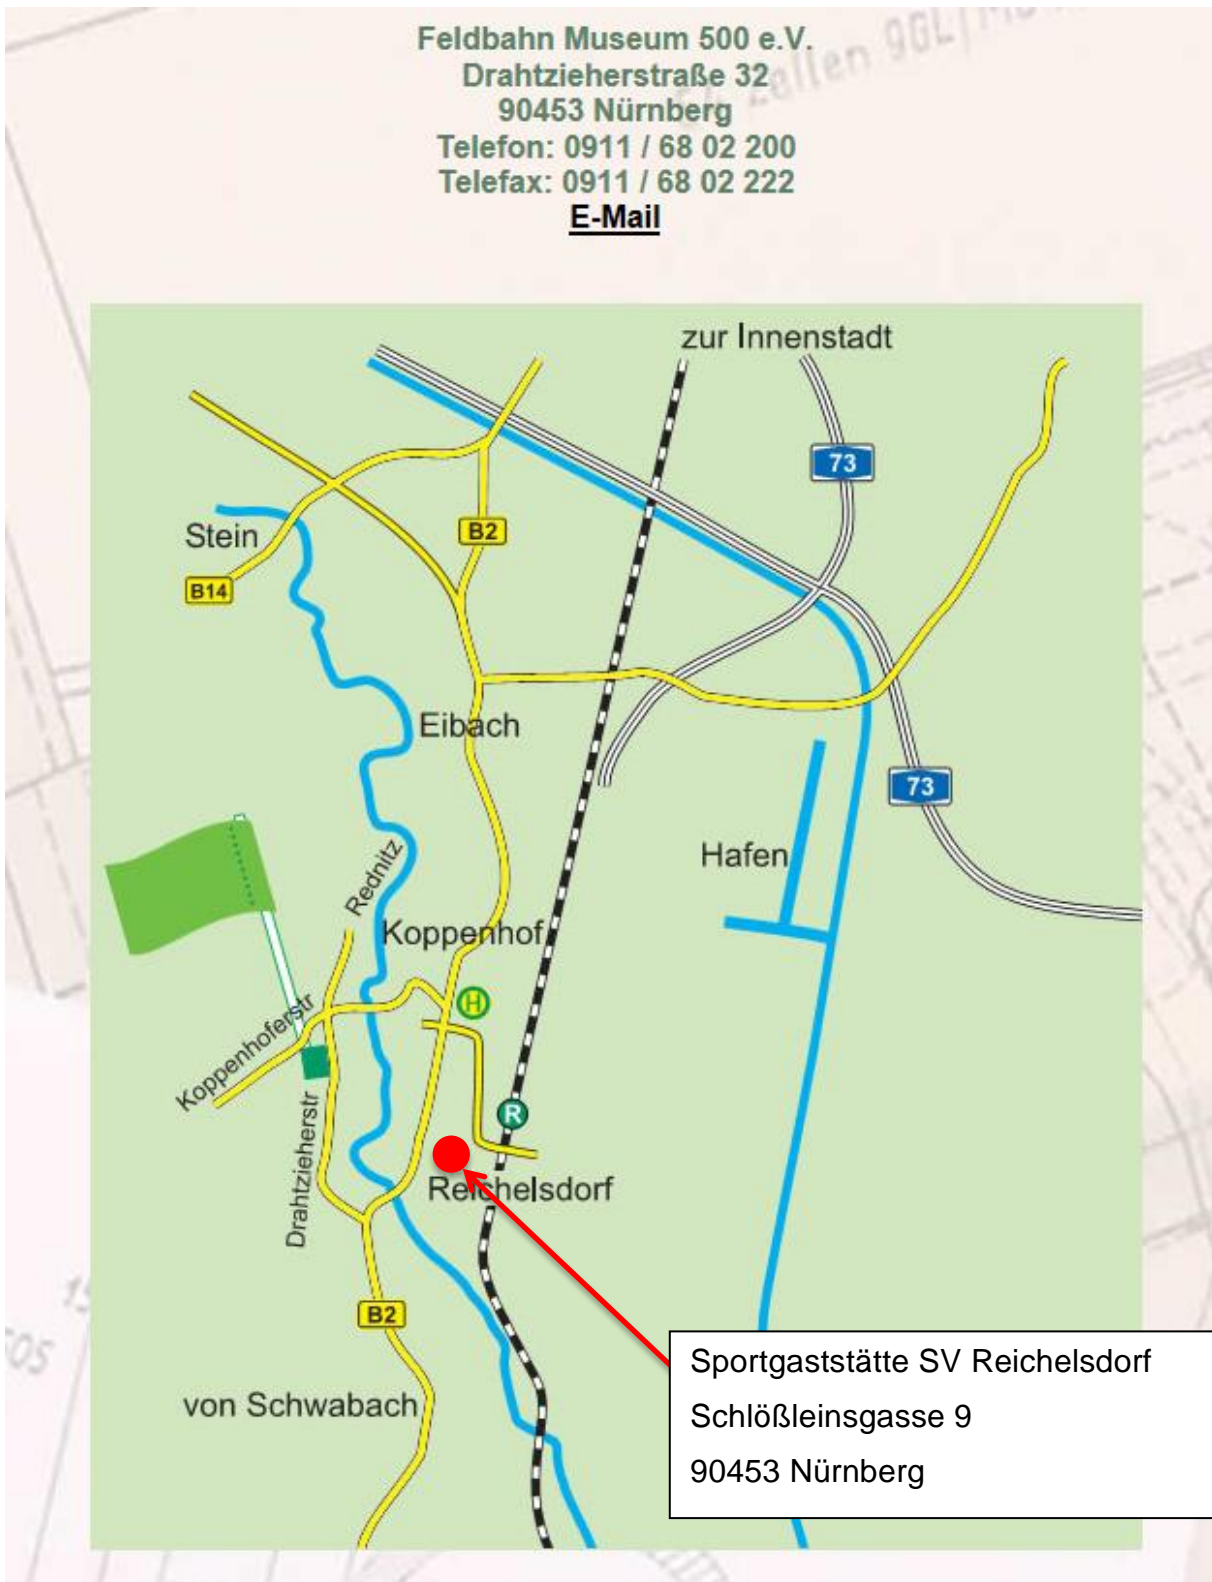 Feldbahn Museum 500 e.V.
Drahtzieherstraße 32
90453 Nürnberg
Telefon: 0911 / 68 02 200
Telefax: 0911 / 68 02 222
E-Mail
Zellen 9GL
zur Innenstadt
73
Stein
B2
B14
Eibach
73
Hafen
Rednitz
Koppenhof
H
Koppenhoferstr
R
Drahtzieherstr
Reichelsdorf
B2
von Schwabach
Sportgaststätte SV Reichelsdorf
Schlößleinsgasse 9
90453 Nürnberg